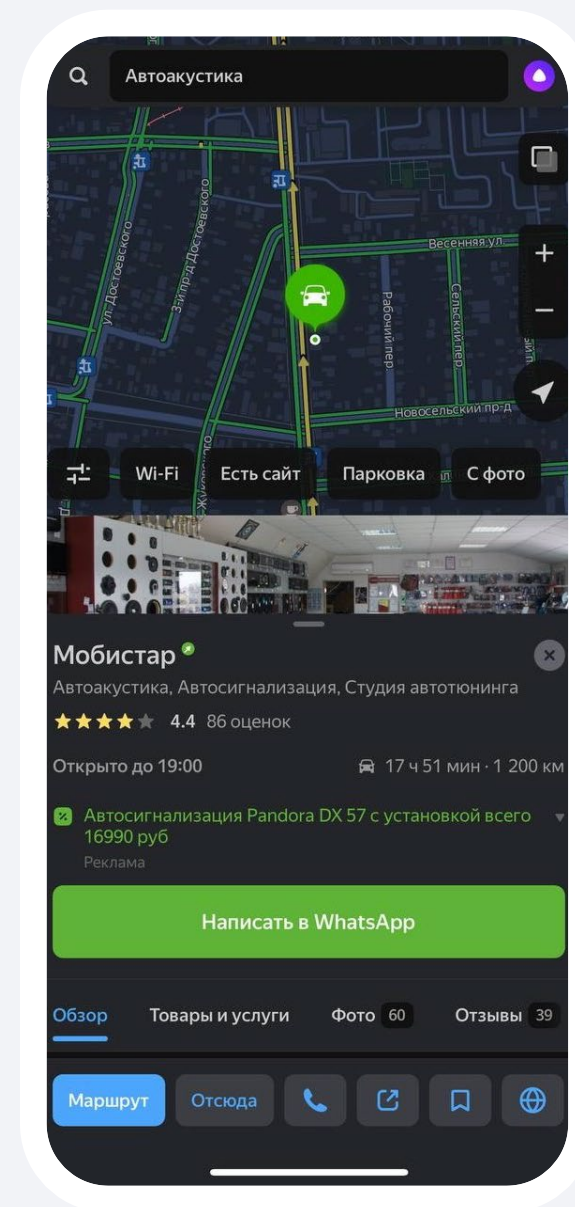 Автоакустика
Весенняя ул.
ул. Достоевского
3-й пр-д Достоевского
Рабочий пер.
Сельский пер.
Новосельский пр-д
Wi-Fi
Есть сайт
Парковка
С фото
Мобистар
Автоакустика, Автосигнализация, Студия автотюнинга
4.4 86 оценок
Открыто до 19:00
17 ч 51 мин · 1 200 км
Автосигнализация Pandora DX 57 с установкой всего
16990 руб
Реклама
Написать в WhatsApp
Обзор
Товары и услуги
Фото 60
Отзывы 39
Маршрут
Отсюда